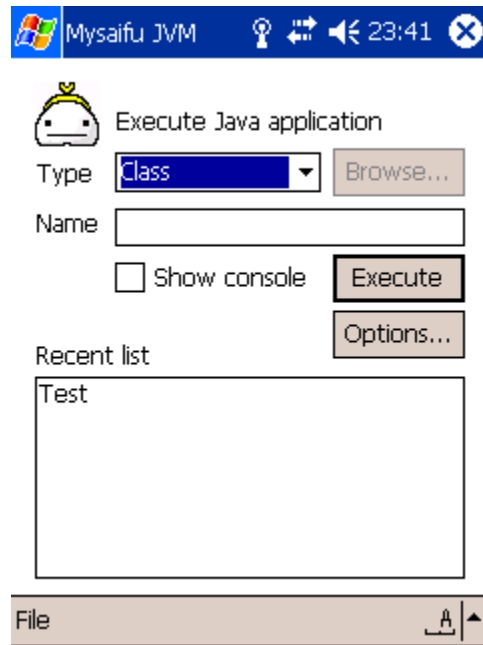 Mysaifu JVM 23:41
Execute Java application
Type Class Browse...
Name
Show console Execute
Options...
Recent list
Test
File A